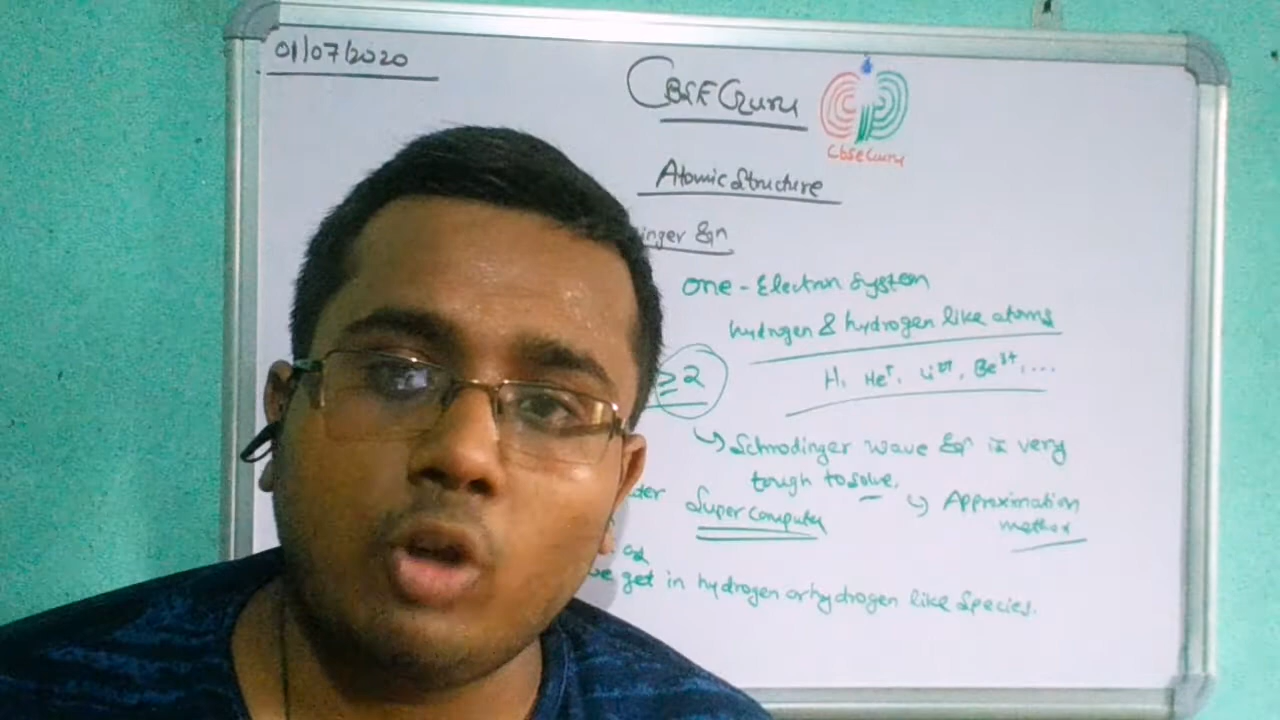 01/07/2020
CBSE Guru
CbseGuru
Atomic Structure
inger Eqn
One-Electron System
hydrogen & hydrogen like atoms
≥2
H, He⁺, Li²⁺, Be³⁺, ...
Schrodinger wave Eqn is very
tough to solve.
Super Computer
Approximation
method
get in hydrogen or hydrogen like Species.